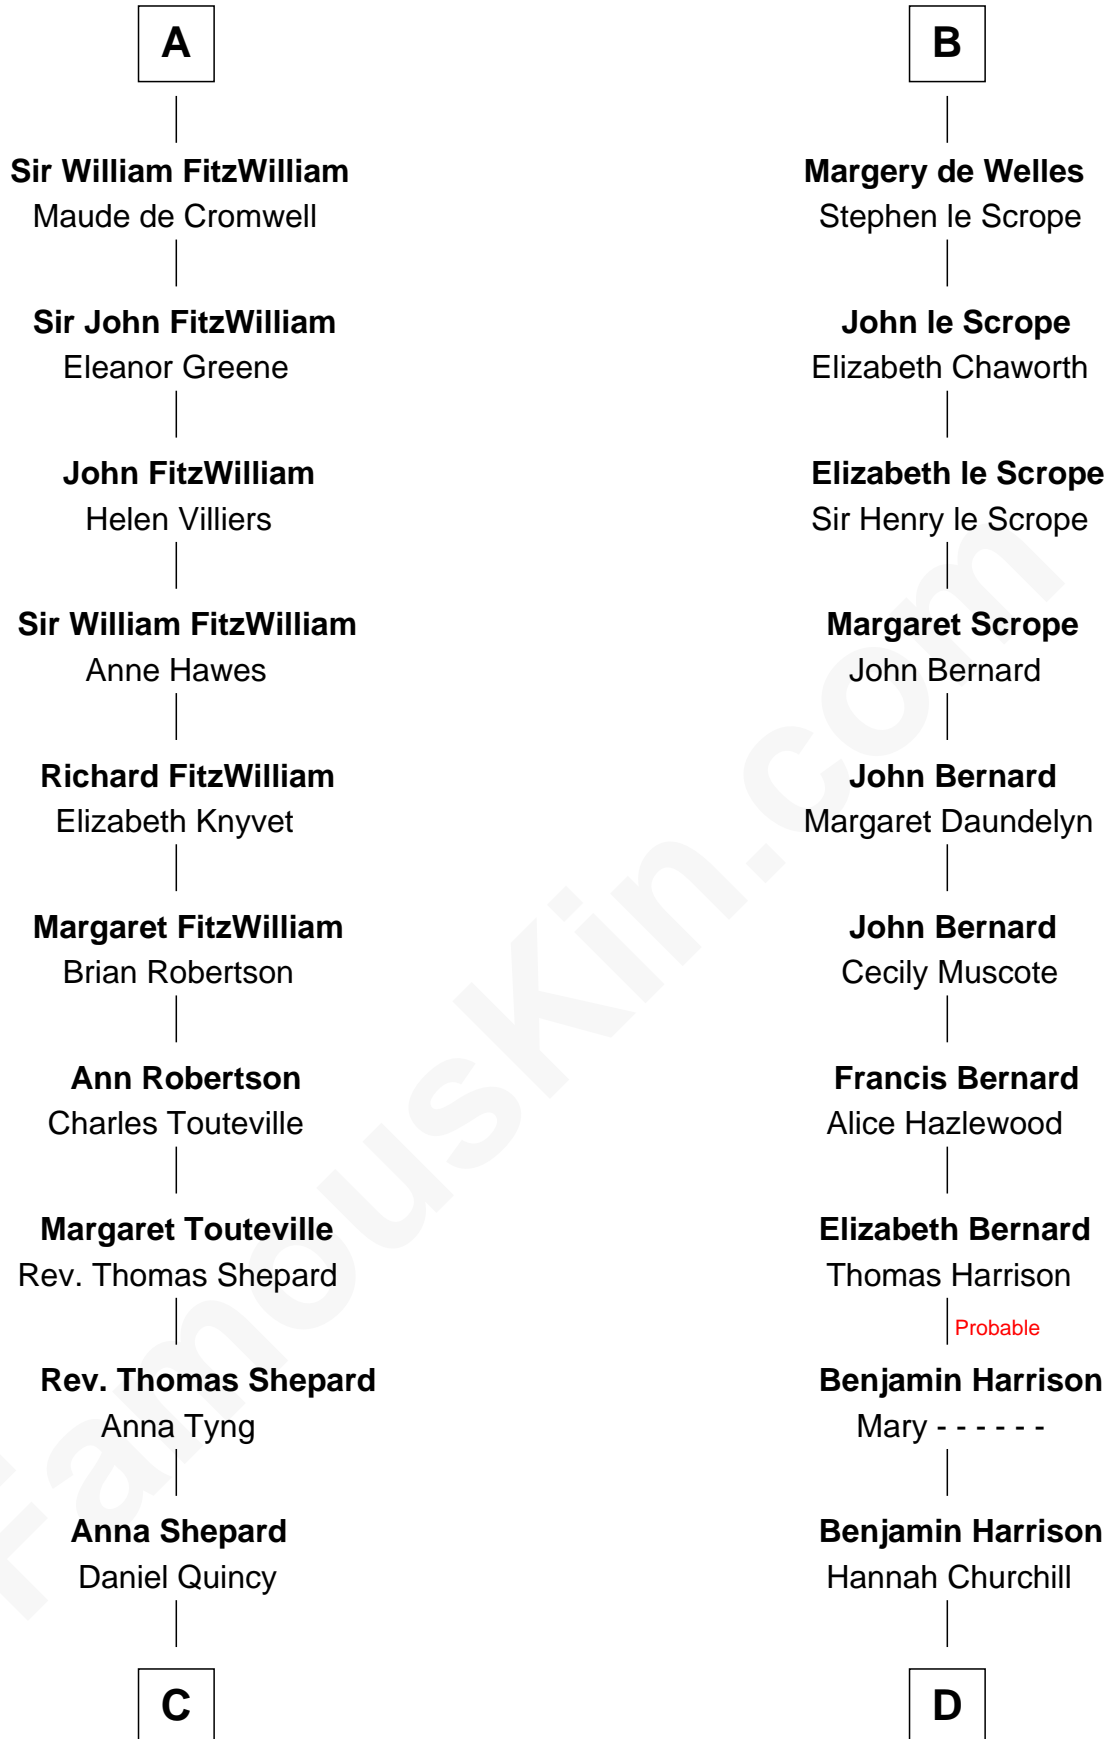 A
Sir William FitzWilliam
Maude de Cromwell
Sir John FitzWilliam
Eleanor Greene
John FitzWilliam
Helen Villiers
Sir William FitzWilliam
Anne Hawes
Richard FitzWilliam
Elizabeth Knyvet
Margaret FitzWilliam
Brian Robertson
Ann Robertson
Charles Touteville
Margaret Touteville
Rev. Thomas Shepard
Rev. Thomas Shepard
Anna Tyng
Anna Shepard
Daniel Quincy
C
B
Margery de Welles
Stephen le Scrope
John le Scrope
Elizabeth Chaworth
Elizabeth le Scrope
Sir Henry le Scrope
Margaret Scrope
John Bernard
John Bernard
Margaret Daundelyn
John Bernard
Cecily Muscote
Francis Bernard
Alice Hazlewood
Elizabeth Bernard
Thomas Harrison
Probable
Benjamin Harrison
Mary - - - - - -
Benjamin Harrison
Hannah Churchill
D
FamousKin.com